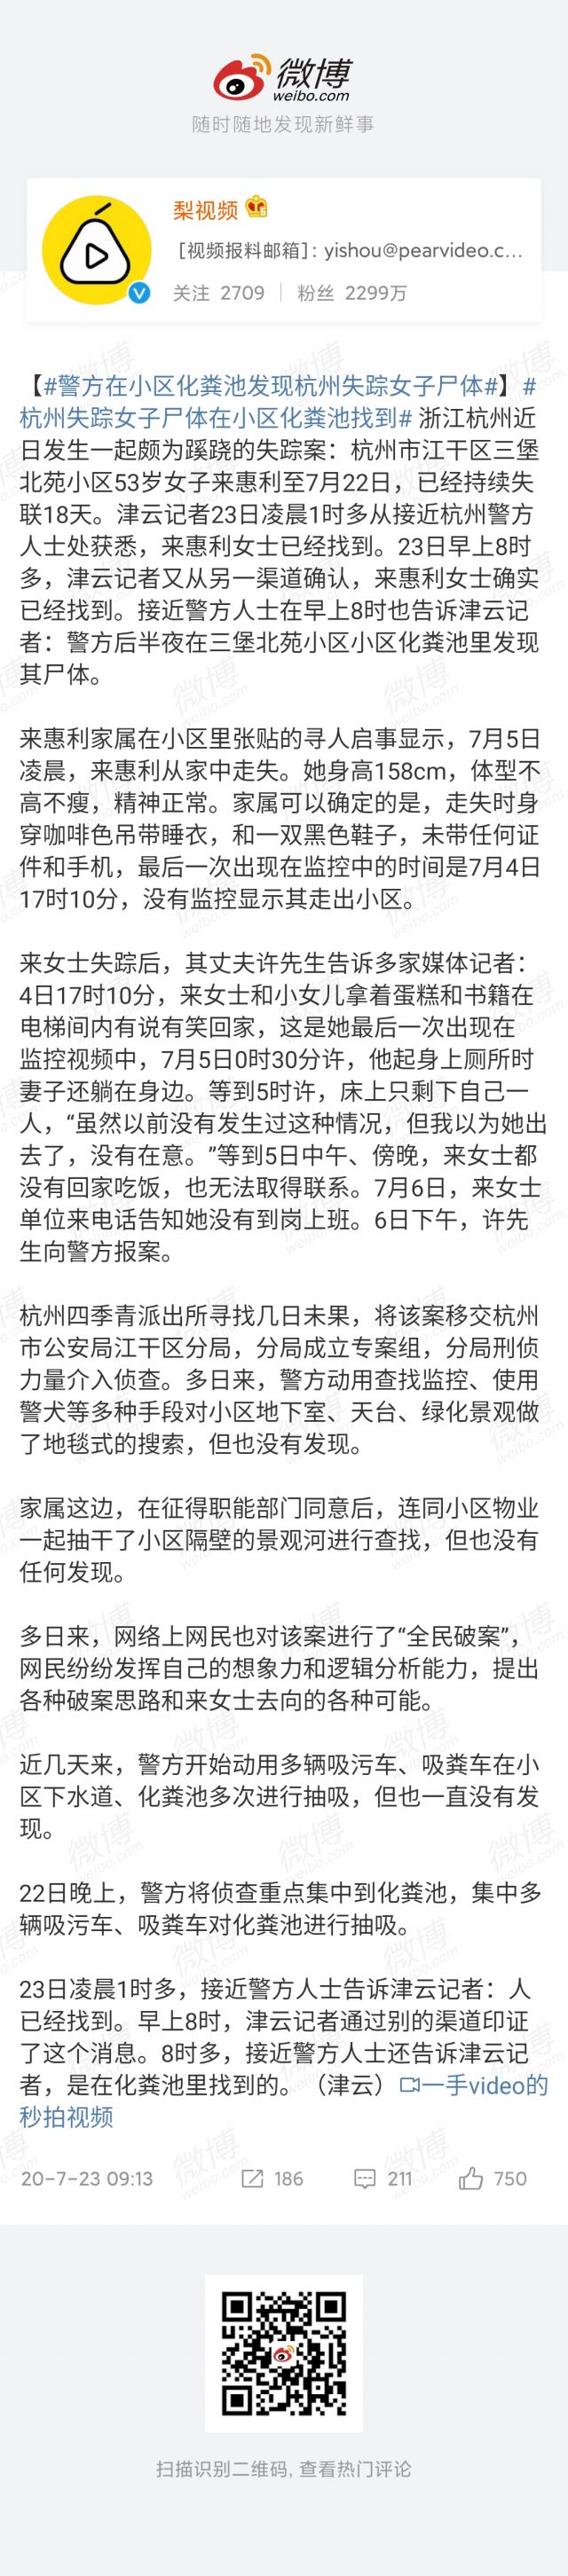 微博
weibo.com
随时随地发现新鲜事
梨视频
[视频报料邮箱]：yishou@pearvideo.c...
关注 2709 | 粉丝 2299万
【#警方在小区化粪池发现杭州失踪女子尸体#】#
杭州失踪女子尸体在小区化粪池找到# 浙江杭州近
日发生一起颇为蹊跷的失踪案：杭州市江干区三堡
北苑小区53岁女子来惠利至7月22日，已经持续失
联18天。津云记者23日凌晨1时多从接近杭州警方
人士处获悉，来惠利女士已经找到。23日早上8时
多，津云记者又从另一渠道确认，来惠利女士确实
已经找到。接近警方人士在早上8时也告诉津云记
者：警方后半夜在三堡北苑小区小区化粪池里发现
其尸体。
来惠利家属在小区里张贴的寻人启事显示，7月5日
凌晨，来惠利从家中走失。她身高158cm，体型不
高不瘦，精神正常。家属可以确定的是，走失时身
穿咖啡色吊带睡衣，和一双黑色鞋子，未带任何证
件和手机，最后一次出现在监控中的时间是7月4日
17时10分，没有监控显示其走出小区。
来女士失踪后，其丈夫许先生告诉多家媒体记者：
4日17时10分，来女士和小女儿拿着蛋糕和书籍在
电梯间内有说有笑回家，这是她最后一次出现在
监控视频中，7月5日0时30分许，他起身上厕所时
妻子还躺在身边。等到5时许，床上只剩下自己一
人，“虽然以前没有发生过这种情况，但我以为她出
去了，没有在意。”等到5日中午、傍晚，来女士都
没有回家吃饭，也无法取得联系。7月6日，来女士
单位来电话告知她没有到岗上班。6日下午，许先
生向警方报案。
杭州四季青派出所寻找几日未果，将该案移交杭州
市公安局江干区分局，分局成立专案组，分局刑侦
力量介入侦查。多日来，警方动用查找监控、使用
警犬等多种手段对小区地下室、天台、绿化景观做
了地毯式的搜索，但也没有发现。
家属这边，在征得职能部门同意后，连同小区物业
一起抽干了小区隔壁的景观河进行查找，但也没有
任何发现。
多日来，网络上网民也对该案进行了“全民破案”，
网民纷纷发挥自己的想象力和逻辑分析能力，提出
各种破案思路和来女士去向的各种可能。
近几天来，警方开始动用多辆吸污车、吸粪车在小
区下水道、化粪池多次进行抽吸，但也一直没有发
现。
22日晚上，警方将侦查重点集中到化粪池，集中多
辆吸污车、吸粪车对化粪池进行抽吸。
23日凌晨1时多，接近警方人士告诉津云记者：人
已经找到。早上8时，津云记者通过别的渠道印证
了这个消息。8时多，接近警方人士还告诉津云记
者，是在化粪池里找到的。（津云）一手video的
秒拍视频
20-7-23 09:13 186 211 750
扫描识别二维码, 查看热门评论